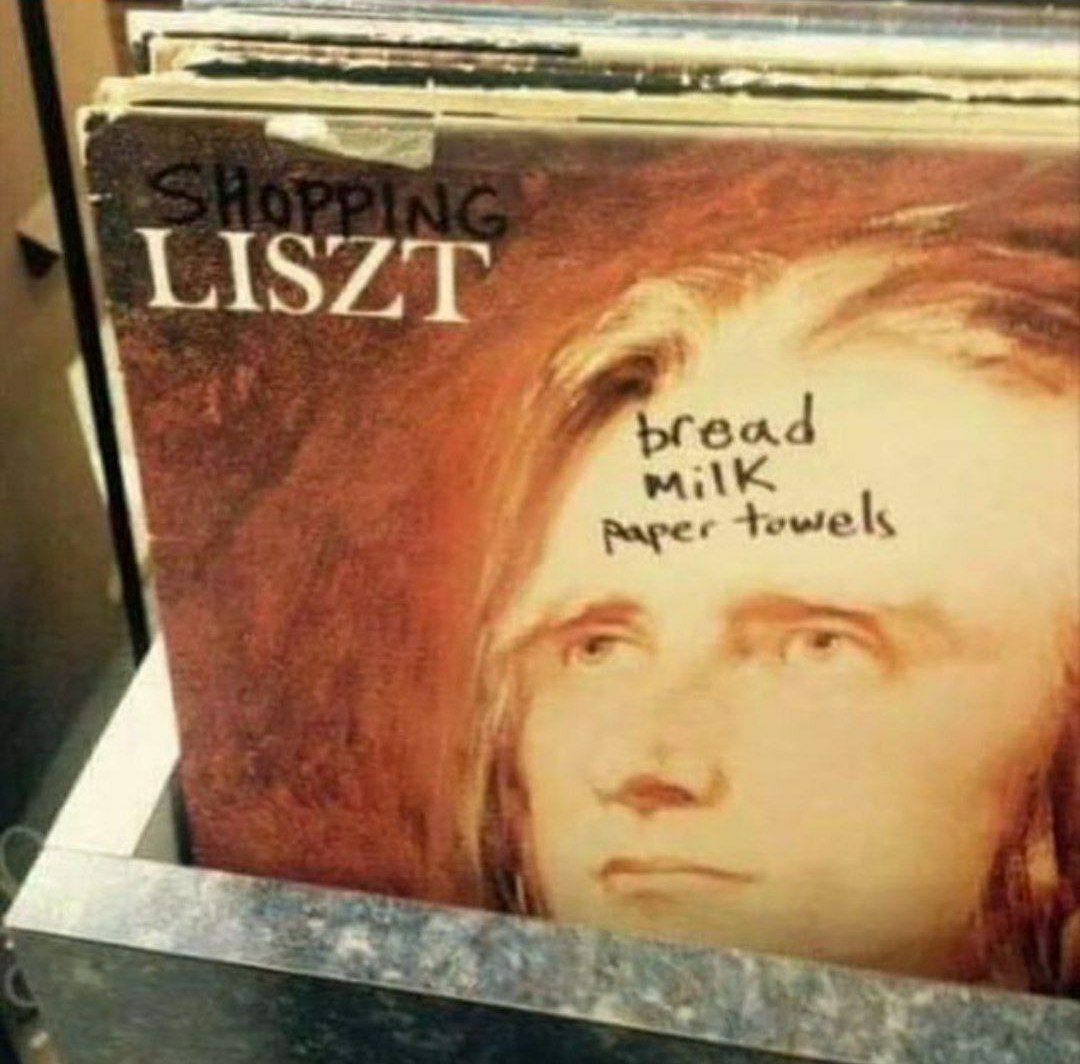 SHOPPING
LISZT
bread
milk
paper towels